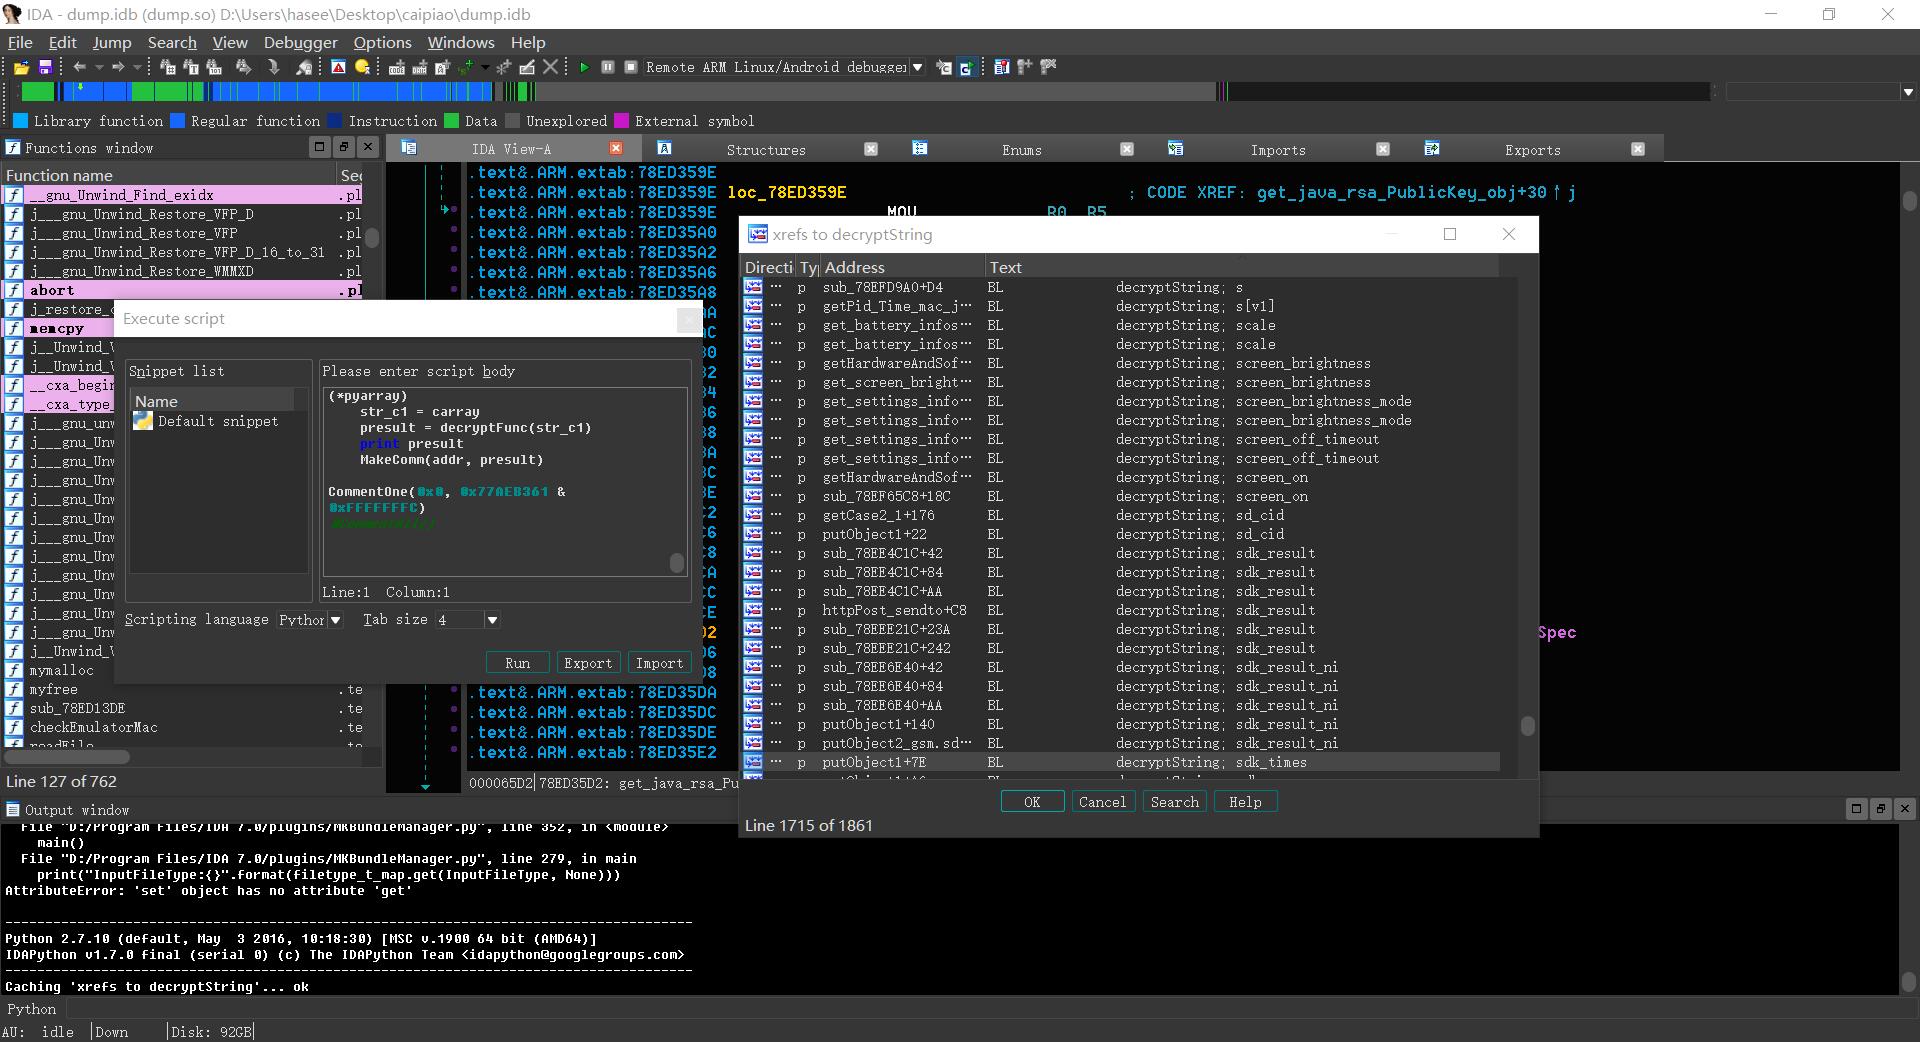 IDA - dump.idb (dump.so) D:\Users\hasee\Desktop\caipiao\dump.idb
File Edit Jump Search View Debugger Options Windows Help
Remote ARM Linux/Android debugger
Library function Regular function Instruction Data Unexplored External symbol
Functions window
IDA View-A Structures Enums Imports Exports
Function name
__gnu_Unwind_Find_exidx .pl
j___gnu_Unwind_Restore_VFP_D .pl
j___gnu_Unwind_Restore_VFP .pl
j___gnu_Unwind_Restore_VFP_D_16_to_31 .pl
j___gnu_Unwind_Restore_WMMXD .pl
abort .pl
j_restore_
memcpy
j__Unwind_
j__Unwind_
__cxa_begin
__cxa_type_
j___gnu_unw
j___gnu_Unw
j___gnu_Unw
j___gnu_Unw
j___gnu_Unw
j___gnu_Unw
j___gnu_Unw
j___gnu_Unw
j___gnu_Unw
j___gnu_Unw
j___gnu_Unw
j___gnu_Unw
j__Unwind_
mymalloc
myfree .te
sub_78ED13DE .te
checkEmulatorMac .te
readFile .te
Line 127 of 762
.text&.ARM.extab:78ED359E
.text&.ARM.extab:78ED359E loc_78ED359E ; CODE XREF: get_java_rsa_PublicKey_obj+30↑j
.text&.ARM.extab:78ED359E MOV R0 R5
.text&.ARM.extab:78ED35A0
.text&.ARM.extab:78ED35A2
.text&.ARM.extab:78ED35A6
.text&.ARM.extab:78ED35A8
.text&.ARM.extab:78ED35DA
.text&.ARM.extab:78ED35DC
.text&.ARM.extab:78ED35DE
.text&.ARM.extab:78ED35E2
Spec
000065D2 78ED35D2: get_java_rsa_Pu
Execute script
Snippet list
Name
Default snippet
Please enter script body
(*pyarray)
str_c1 = carray
presult = decryptFunc(str_c1)
print presult
MakeComm(addr, presult)
CommentOne(0x0, 0x77AEB361 &
0xFFFFFFFC)
Line:1 Column:1
Scripting language Python Tab size 4
Run Export Import
xrefs to decryptString
Directi Ty Address Text
p sub_78EFD9A0+D4 BL decryptString; s
p getPid_Time_mac_j… BL decryptString; s[v1]
p get_battery_infos… BL decryptString; scale
p get_battery_infos… BL decryptString; scale
p getHardwareAndSof… BL decryptString; screen_brightness
p get_screen_bright… BL decryptString; screen_brightness
p get_settings_info… BL decryptString; screen_brightness_mode
p get_settings_info… BL decryptString; screen_brightness_mode
p get_settings_info… BL decryptString; screen_off_timeout
p get_settings_info… BL decryptString; screen_off_timeout
p getHardwareAndSof… BL decryptString; screen_on
p sub_78EF65C8+18C BL decryptString; screen_on
p getCase2_1+176 BL decryptString; sd_cid
p putObject1+22 BL decryptString; sd_cid
p sub_78EE4C1C+42 BL decryptString; sdk_result
p sub_78EE4C1C+84 BL decryptString; sdk_result
p sub_78EE4C1C+AA BL decryptString; sdk_result
p httpPost_sendto+C8 BL decryptString; sdk_result
p sub_78EEE21C+23A BL decryptString; sdk_result
p sub_78EEE21C+242 BL decryptString; sdk_result
p sub_78EE6E40+42 BL decryptString; sdk_result_ni
p sub_78EE6E40+84 BL decryptString; sdk_result_ni
p sub_78EE6E40+AA BL decryptString; sdk_result_ni
p putObject1+140 BL decryptString; sdk_result_ni
p putObject2_gsm.sd… BL decryptString; sdk_result_ni
p putObject1+7E BL decryptString; sdk_times
OK Cancel Search Help
Line 1715 of 1861
Output window
File "D:/Program Files/IDA 7.0/plugins/MKBundleManager.py", line 352, in <module>
main()
File "D:/Program Files/IDA 7.0/plugins/MKBundleManager.py", line 279, in main
print("InputFileType:{}".format(filetype_t_map.get(InputFileType, None)))
AttributeError: 'set' object has no attribute 'get'
Python 2.7.10 (default, May  3 2016, 10:18:30) [MSC v.1900 64 bit (AMD64)]
IDAPython v1.7.0 final (serial 0) (c) The IDAPython Team <idapython@googlegroups.com>
Caching 'xrefs to decryptString'... ok
Python
AU: idle Down Disk: 92GB